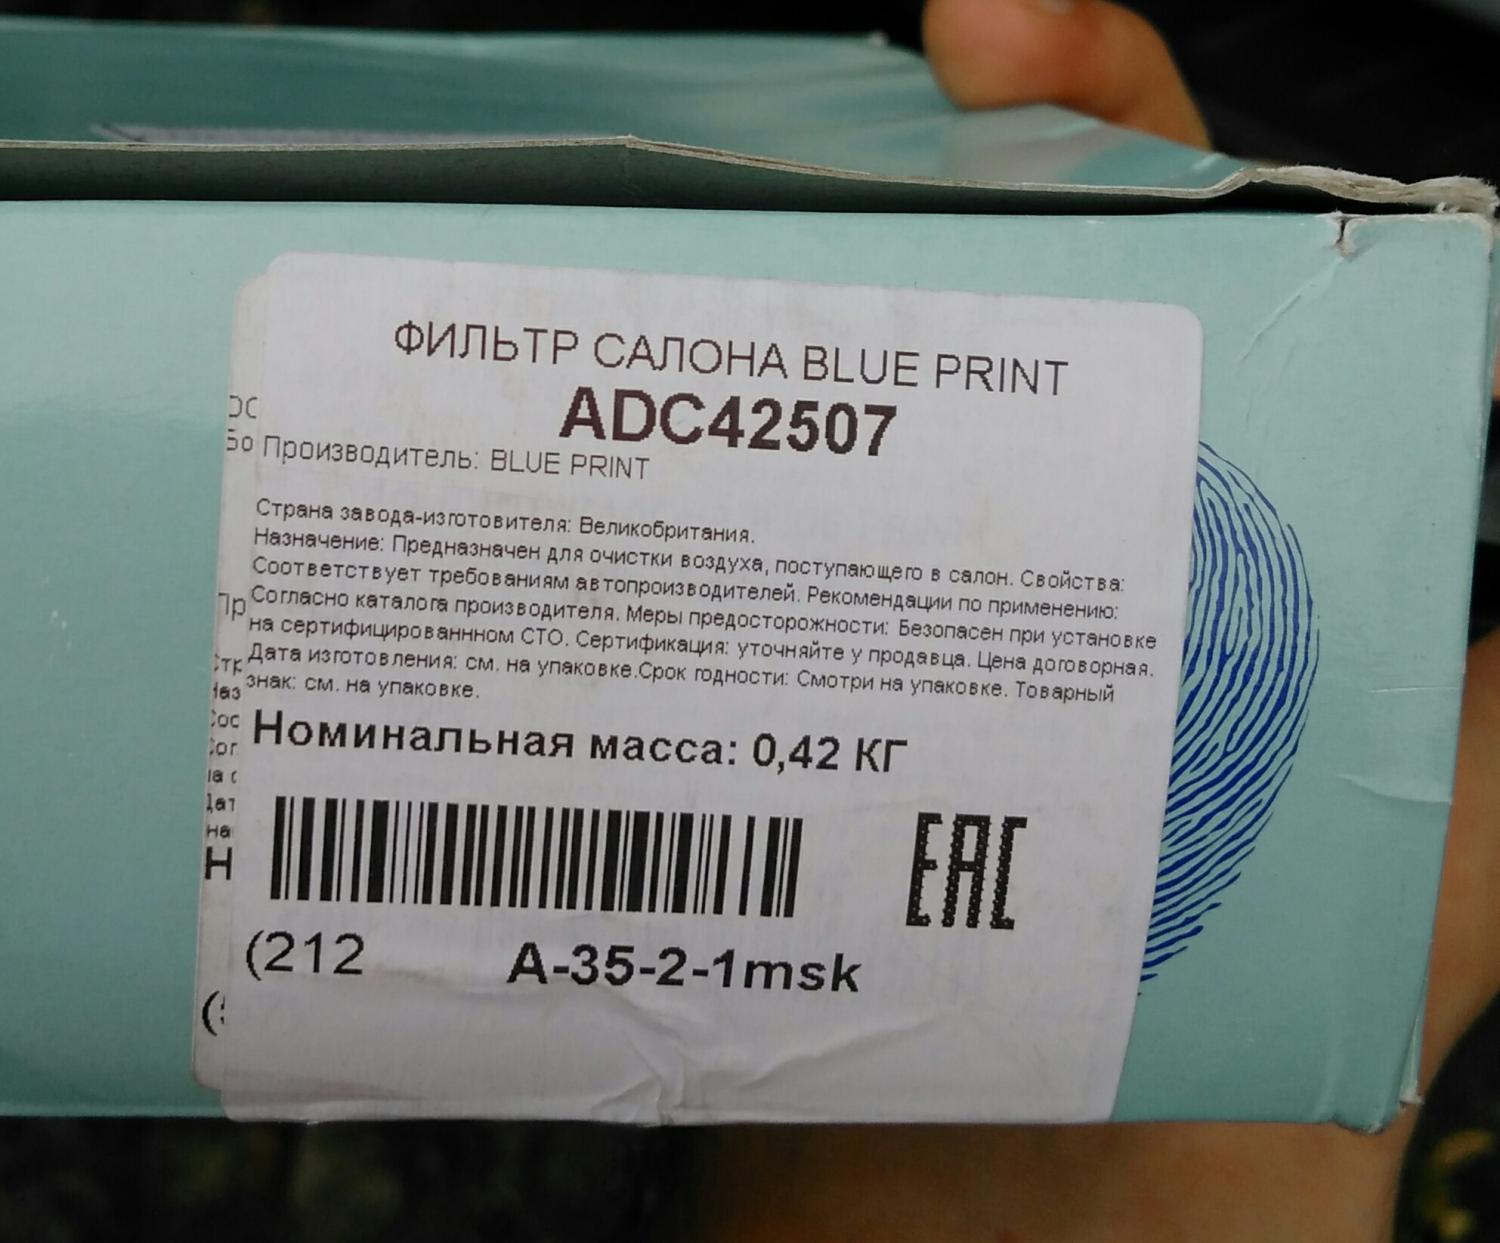 ФИЛЬТР САЛОНА BLUE PRINT
ADC42507
Производитель: BLUE PRINT
Страна завода-изготовителя: Великобритания.
Назначение: Предназначен для очистки воздуха, поступающего в салон. Свойства:
Соответствует требованиям автопроизводителей. Рекомендации по применению:
Согласно каталога производителя. Меры предосторожности: Безопасен при установке
на сертифицированнном СТО. Сертификация: уточняйте у продавца. Цена договорная.
Дата изготовления: см. на упаковке.Срок годности: Смотри на упаковке. Товарный
знак: см. на упаковке.
Номинальная масса: 0,42 КГ
EAC
(212 A-35-2-1msk